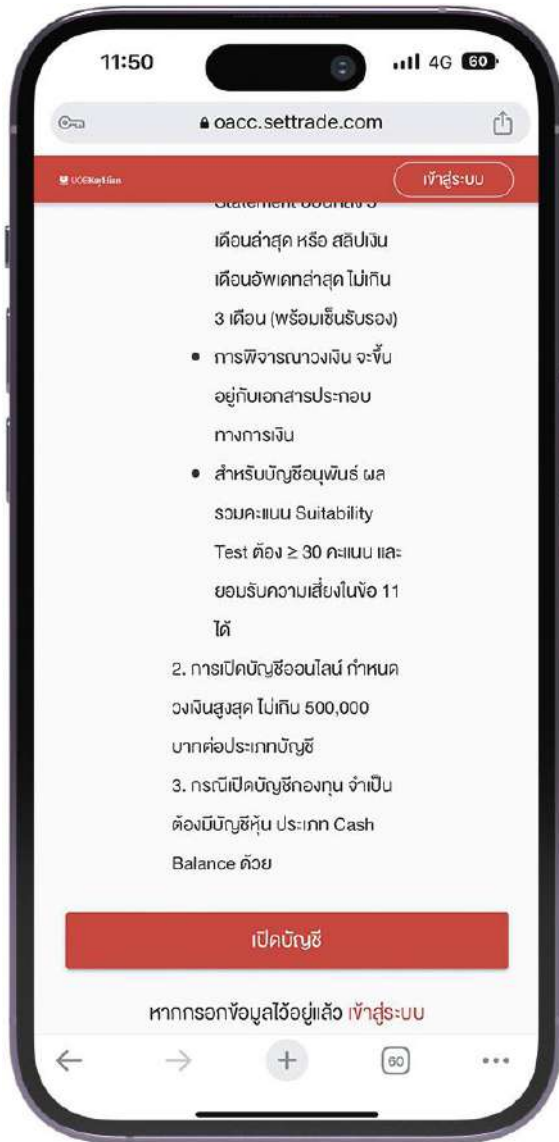 11:50
4G 60
oacc.settrade.com
UOBKayHian
เข้าสู่ระบบ
Statement ย้อนหลัง 3
เดือนล่าสุด หรือ สลิปเงิน
เดือนอัพเดทล่าสุด ไม่เกิน
3 เดือน (พร้อมเซ็นรับรอง)
• การพิจารณาวงเงิน จะขึ้น
อยู่กับเอกสารประกอบ
ทางการเงิน
• สำหรับบัญชีอนุพันธ์ ผล
รวมคะแนน Suitability
Test ต้อง ≥ 30 คะแนน และ
ยอมรับความเสี่ยงในข้อ 11
ได้
2. การเปิดบัญชีออนไลน์ กำหนด
วงเงินสูงสุด ไม่เกิน 500,000
บาทต่อประเภทบัญชี
3. กรณีเปิดบัญชีกองทุน จำเป็น
ต้องมีบัญชีหุ้น ประเภท Cash
Balance ด้วย
เปิดบัญชี
หากกรอกข้อมูลไว้อยู่แล้ว เข้าสู่ระบบ
60